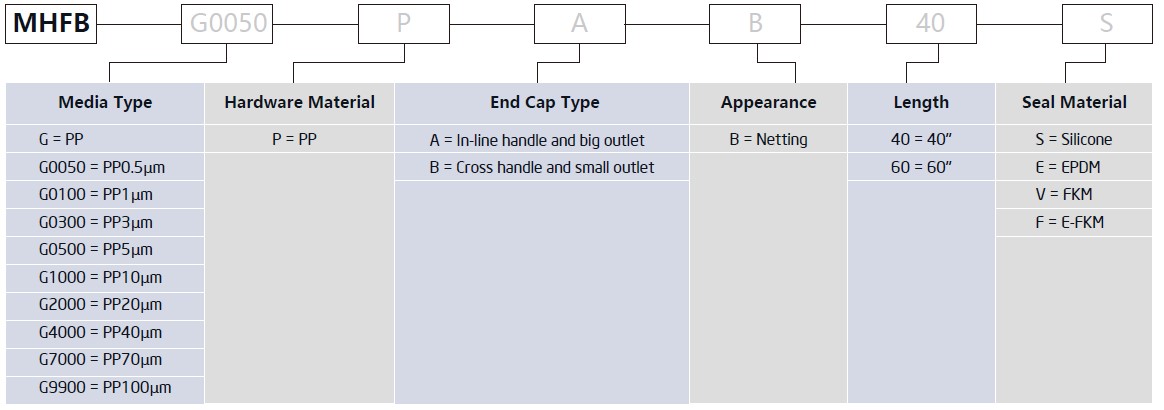 MHFB G0050 P A B 40 S
Media Type Hardware Material End Cap Type Appearance Length Seal Material
G = PP P = PP A = In-line handle and big outlet B = Netting 40 = 40” S = Silicone
G0050 = PP0.5μm B = Cross handle and small outlet 60 = 60” E = EPDM
G0100 = PP1μm V = FKM
G0300 = PP3μm F = E-FKM
G0500 = PP5μm
G1000 = PP10μm
G2000 = PP20μm
G4000 = PP40μm
G7000 = PP70μm
G9900 = PP100μm